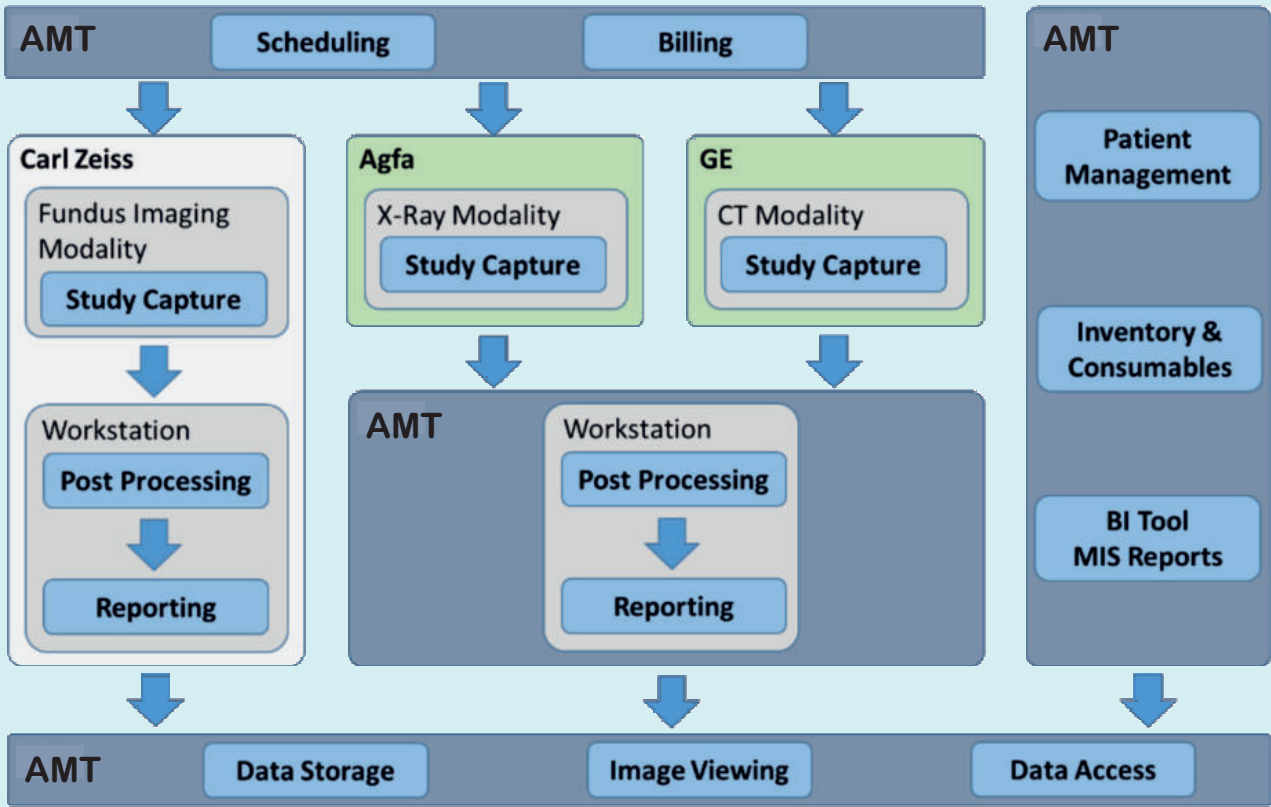 AMT
Scheduling
Billing
Carl Zeiss
Fundus Imaging
Modality
Study Capture
Workstation
Post Processing
Reporting
Agfa
X-Ray Modality
Study Capture
GE
CT Modality
Study Capture
AMT
Workstation
Post Processing
Reporting
AMT
Patient
Management
Inventory &
Consumables
BI Tool
MIS Reports
AMT
Data Storage
Image Viewing
Data Access